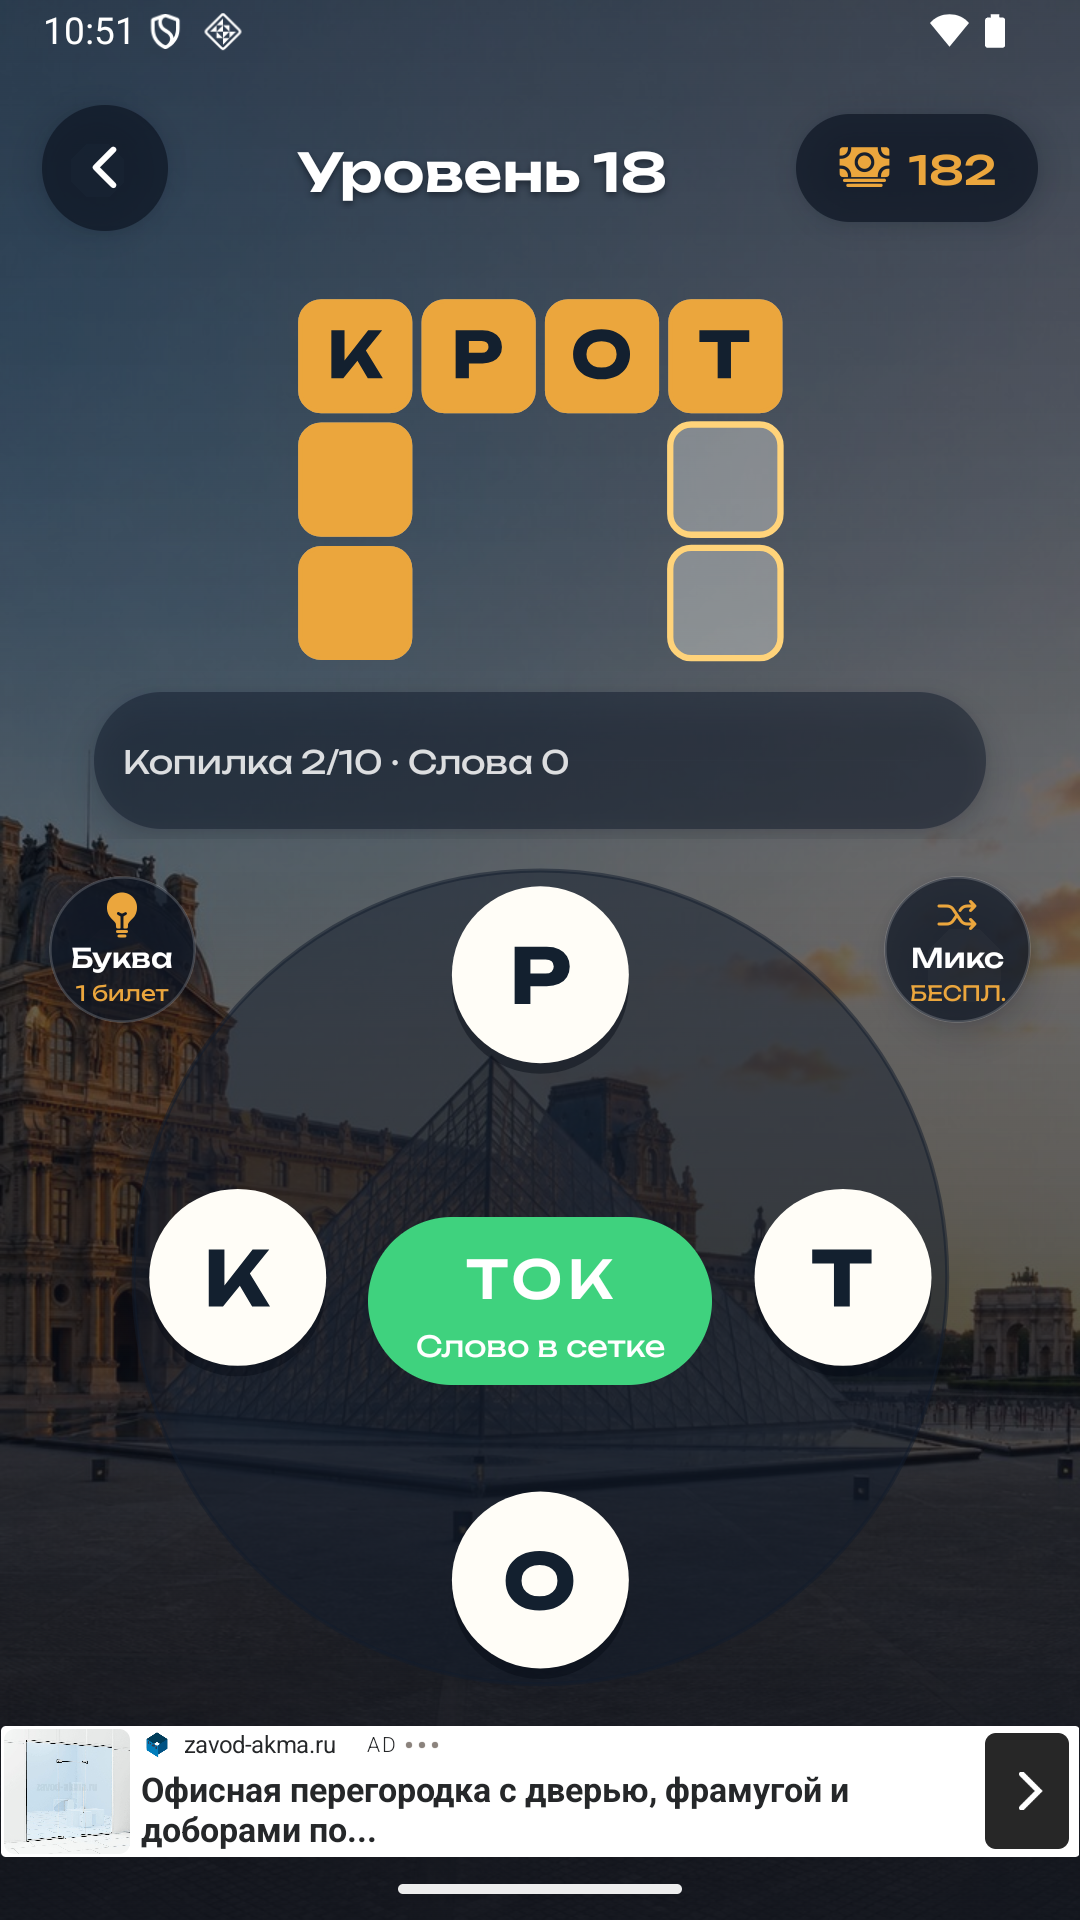 10:51
Уровень 18
182
К Р О Т
Копилка 2/10 · Слова 0
Буква
1 билет
Микс
БЕСПЛ.
Р
К
ТОК
Слово в сетке
Т
О
zavod-akma.ru AD
Офисная перегородка с дверью, фрамугой и
доборами по...